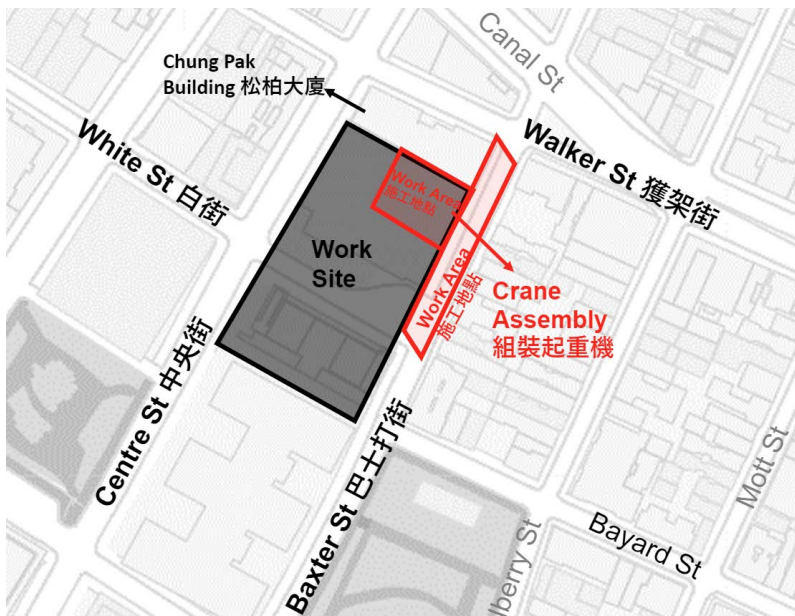 Canal St
Chung Pak
Building 松柏大廈
White St 白街
Walker St 獲架街
Work Area
施工地點
Work
Site
Work Area
施工地點
Crane
Assembly
組裝起重機
Centre St 中央街
Baxter St 巴士打街
Mott St
Bayard St
lberry St